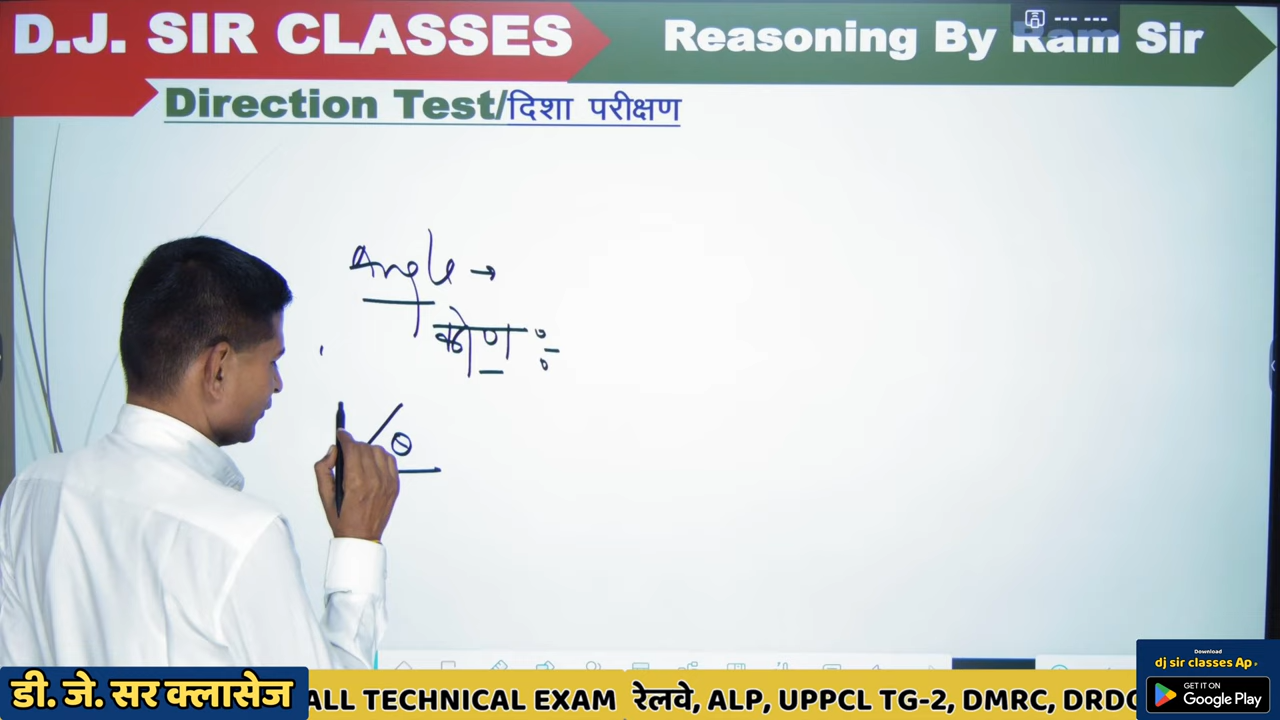 D.J. SIR CLASSES
Reasoning By Ram Sir
Direction Test/दिशा परीक्षण
Angle →
कोण :-
θ
डी. जे. सर क्लासेज
ALL TECHNICAL EXAM रेलवे, ALP, UPPCL TG-2, DMRC, DRDO
Download
dj sir classes Ap
GET IT ON
Google Play